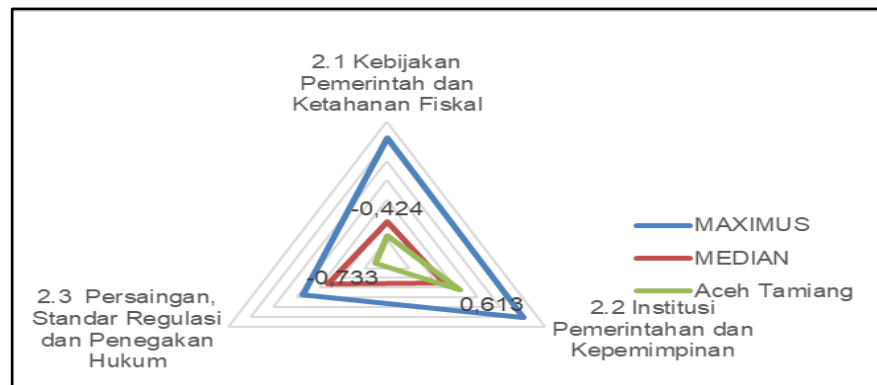 2.1 Kebijakan
Pemerintah dan
Ketahanan Fiskal
-0,424
MAXIMUS
MEDIAN
Aceh Tamiang
-0,733
0,613
2.3 Persaingan,
Standar Regulasi
dan Penegakan
Hukum
2.2 Institusi
Pemerintahan dan
Kepemimpinan